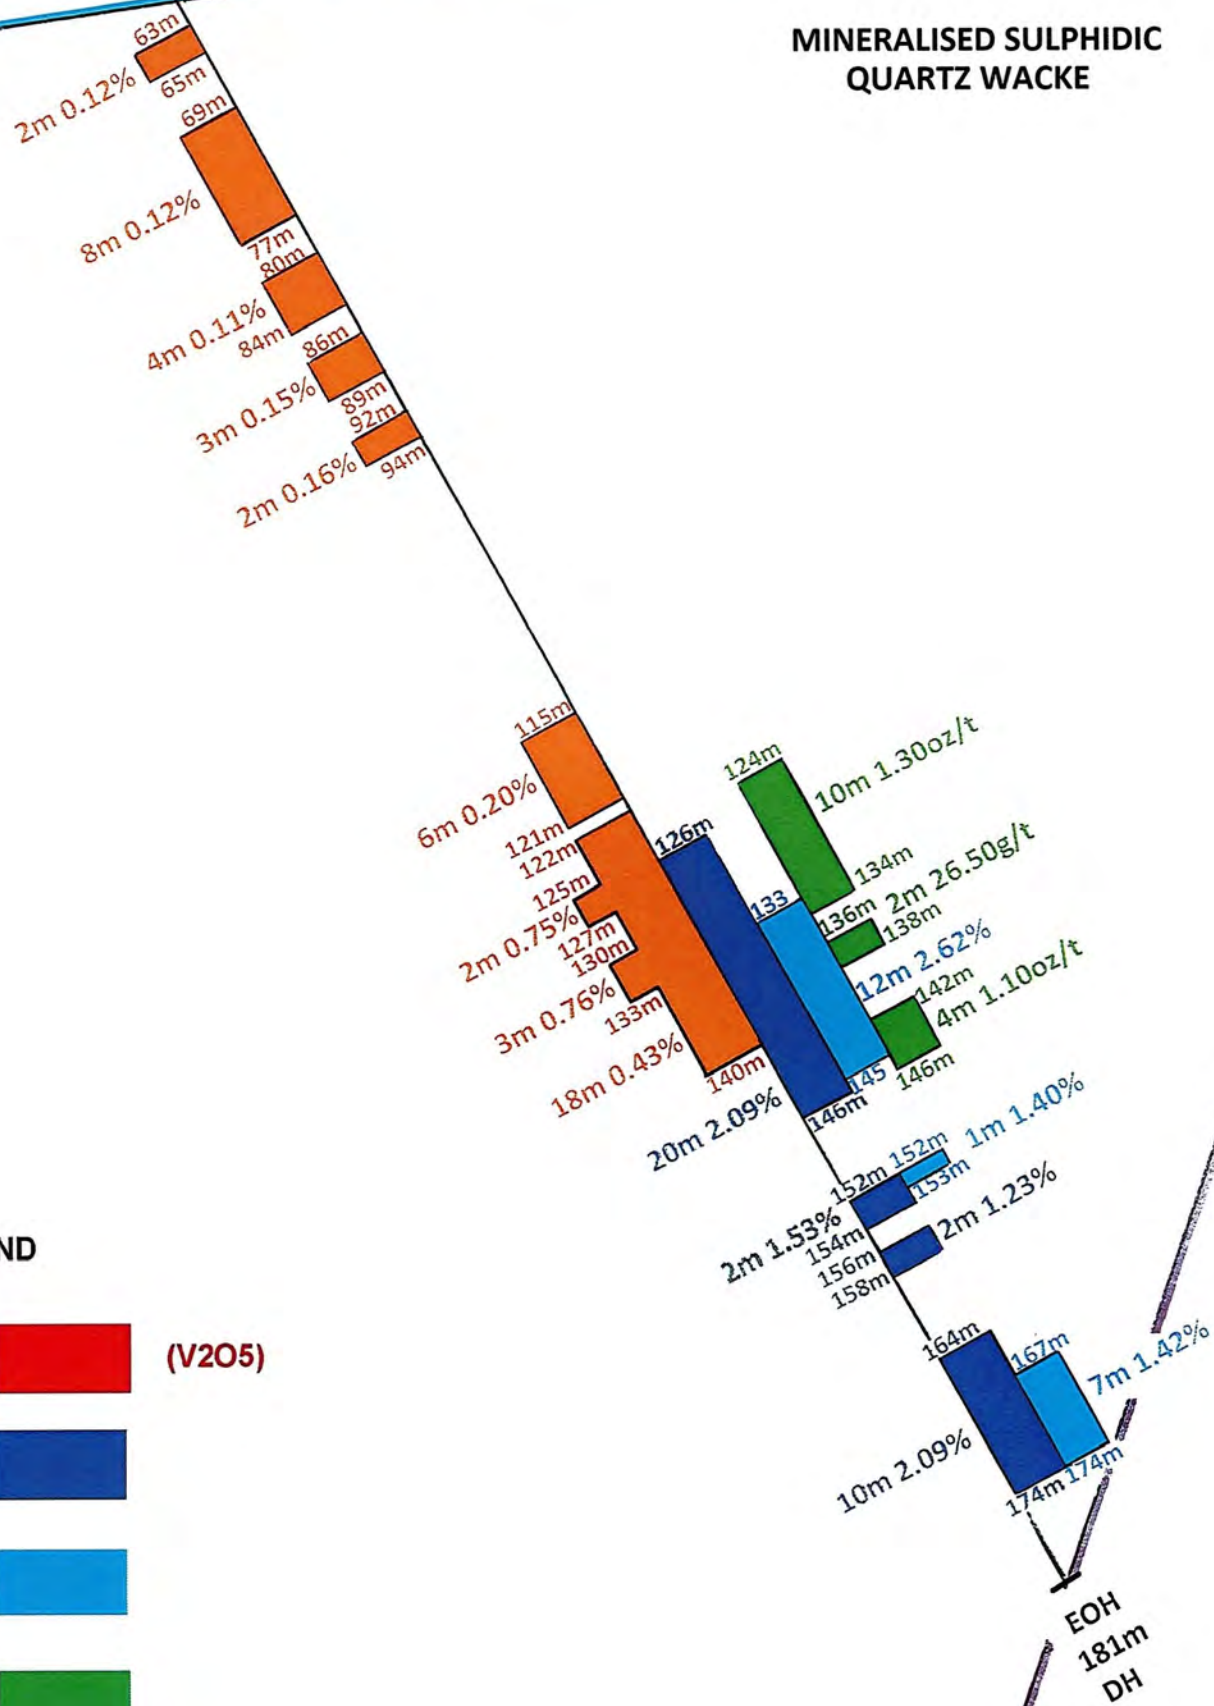 MINERALISED SULPHIDIC
QUARTZ WACKE
63m
2m 0.12%
65m
69m
8m 0.12%
77m
80m
4m 0.11%
84m
86m
3m 0.15%
89m
92m
2m 0.16%
94m
115m
6m 0.20%
121m
122m
125m
2m 0.75%
127m
130m
3m 0.76%
133m
18m 0.43%
140m
124m
10m 1.30oz/t
134m
126m
133
136m
2m 26.50g/t
138m
12m 2.62%
142m
4m 1.10oz/t
146m
145
20m 2.09%
146m
152m
152m
1m 1.40%
153m
2m 1.53%
154m
156m
2m 1.23%
158m
164m
167m
7m 1.42%
10m 2.09%
174m
174m
EOH
181m
DH
ND
(V2O5)